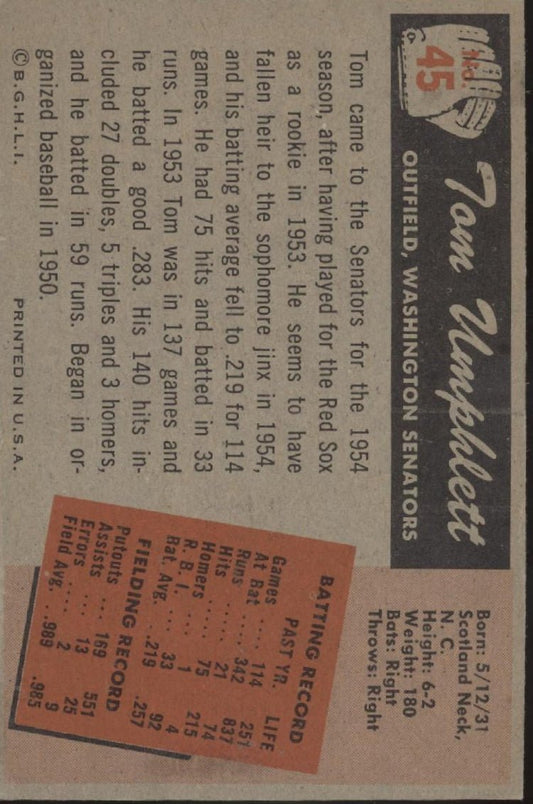 No.
45
Tom Umphlett
OUTFIELD, WASHINGTON SENATORS
Born: 5/12/31
Scotland Neck,
N. C.
Height: 6-2
Weight: 180
Bats: Right
Throws: Right
Tom came to the Senators for the 1954
season, after having played for the Red Sox
as a rookie in 1953. He seems to have
fallen heir to the sophomore jinx in 1954,
and his batting average fell to .219 for 114
games. He had 75 hits and batted in 33
runs. In 1953 Tom was in 137 games and
he batted a good .283. His 140 hits in-
cluded 27 doubles, 5 triples and 3 homers,
and he batted in 59 runs. Began in or-
ganized baseball in 1950.
© B.G.H.L.I. PRINTED IN U.S.A.
BATTING RECORD
PAST YR. LIFE
Games .... 114 251
At Bat .... 342 837
Runs ..... 21 74
Hits ...... 75 215
Homers ... 1 4
R. B. I. ... 33 92
Bat. Avg. ... .219 .257
FIELDING RECORD
Putouts ... 169 551
Assists .... 13 25
Errors .... 2 9
Field Avg. .. .989 .985